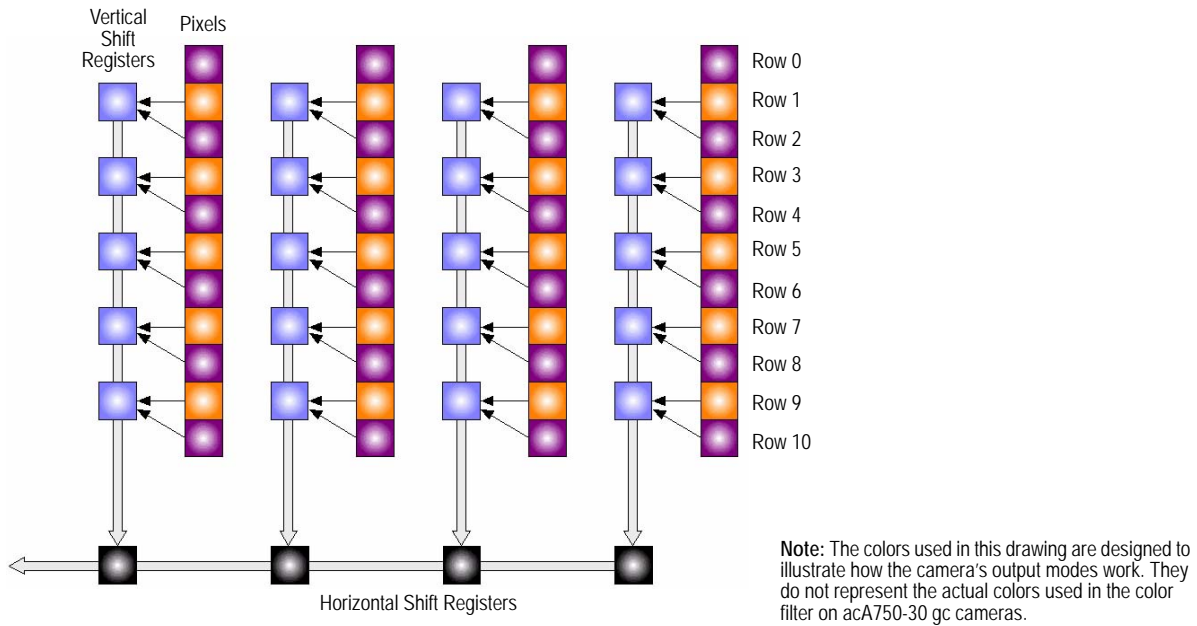 Vertical
Shift
Registers
Pixels
Row 0
Row 1
Row 2
Row 3
Row 4
Row 5
Row 6
Row 7
Row 8
Row 9
Row 10
Horizontal Shift Registers
Note: The colors used in this drawing are designed to
illustrate how the camera's output modes work. They
do not represent the actual colors used in the color
filter on acA750-30 gc cameras.